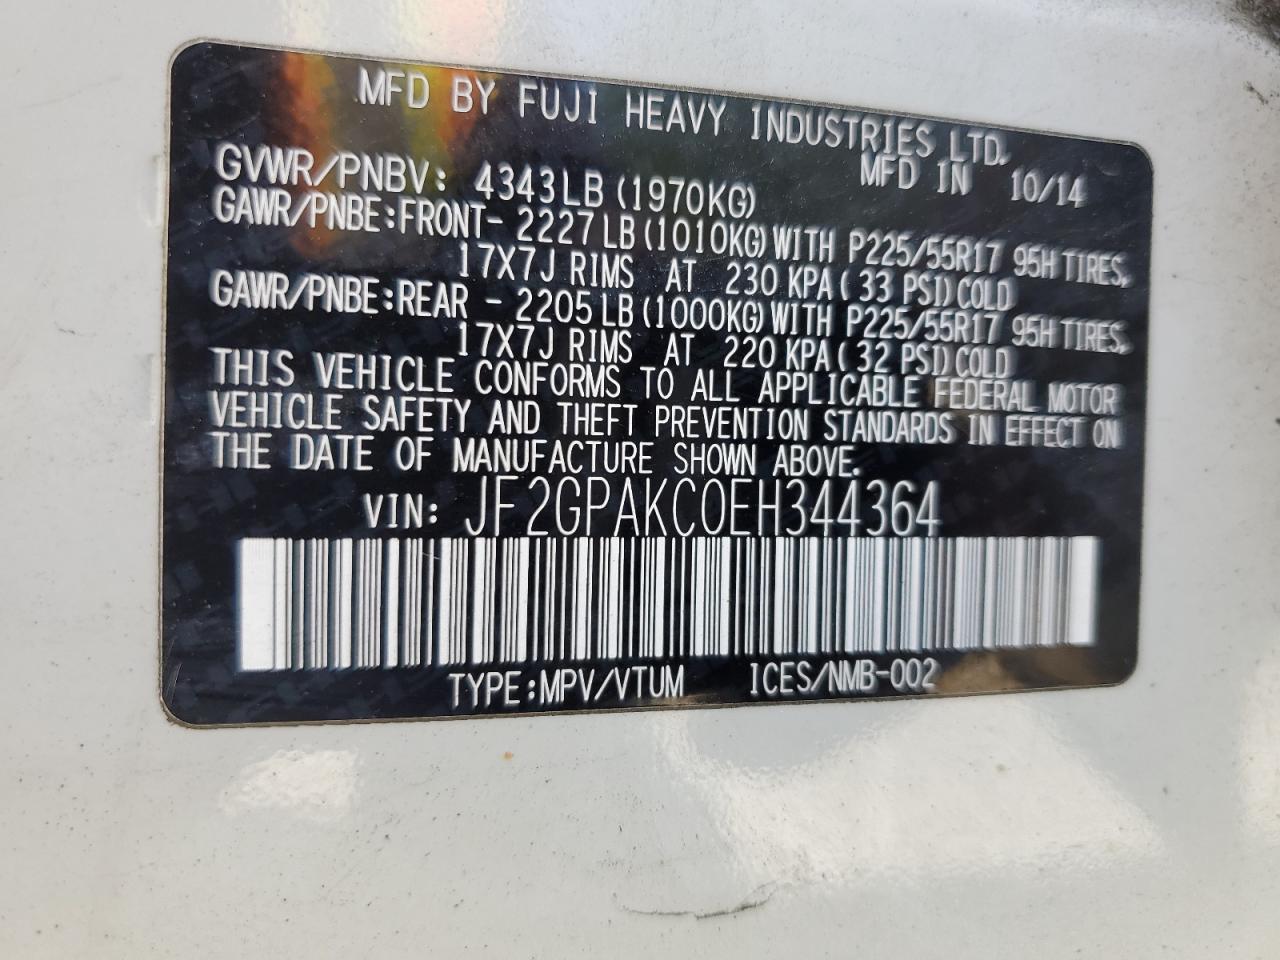 MFD BY FUJI HEAVY INDUSTRIES LTD.
MFD IN 10/14
GVWR/PNBV: 4343LB (1970KG)
GAWR/PNBE:FRONT- 2227LB(1010KG)WITH P225/55R17 95H TIRES,
17X7J RIMS AT 230 KPA(33 PSI)COLD
GAWR/PNBE:REAR - 2205LB(1000KG)WITH P225/55R17 95H TIRES,
17X7J RIMS AT 220 KPA(32 PSI)COLD
THIS VEHICLE CONFORMS TO ALL APPLICABLE FEDERAL MOTOR
VEHICLE SAFETY AND THEFT PREVENTION STANDARDS IN EFFECT ON
THE DATE OF MANUFACTURE SHOWN ABOVE.
VIN: JF2GPAKC0EH344364
TYPE:MPV/VTUM ICES/NMB-002